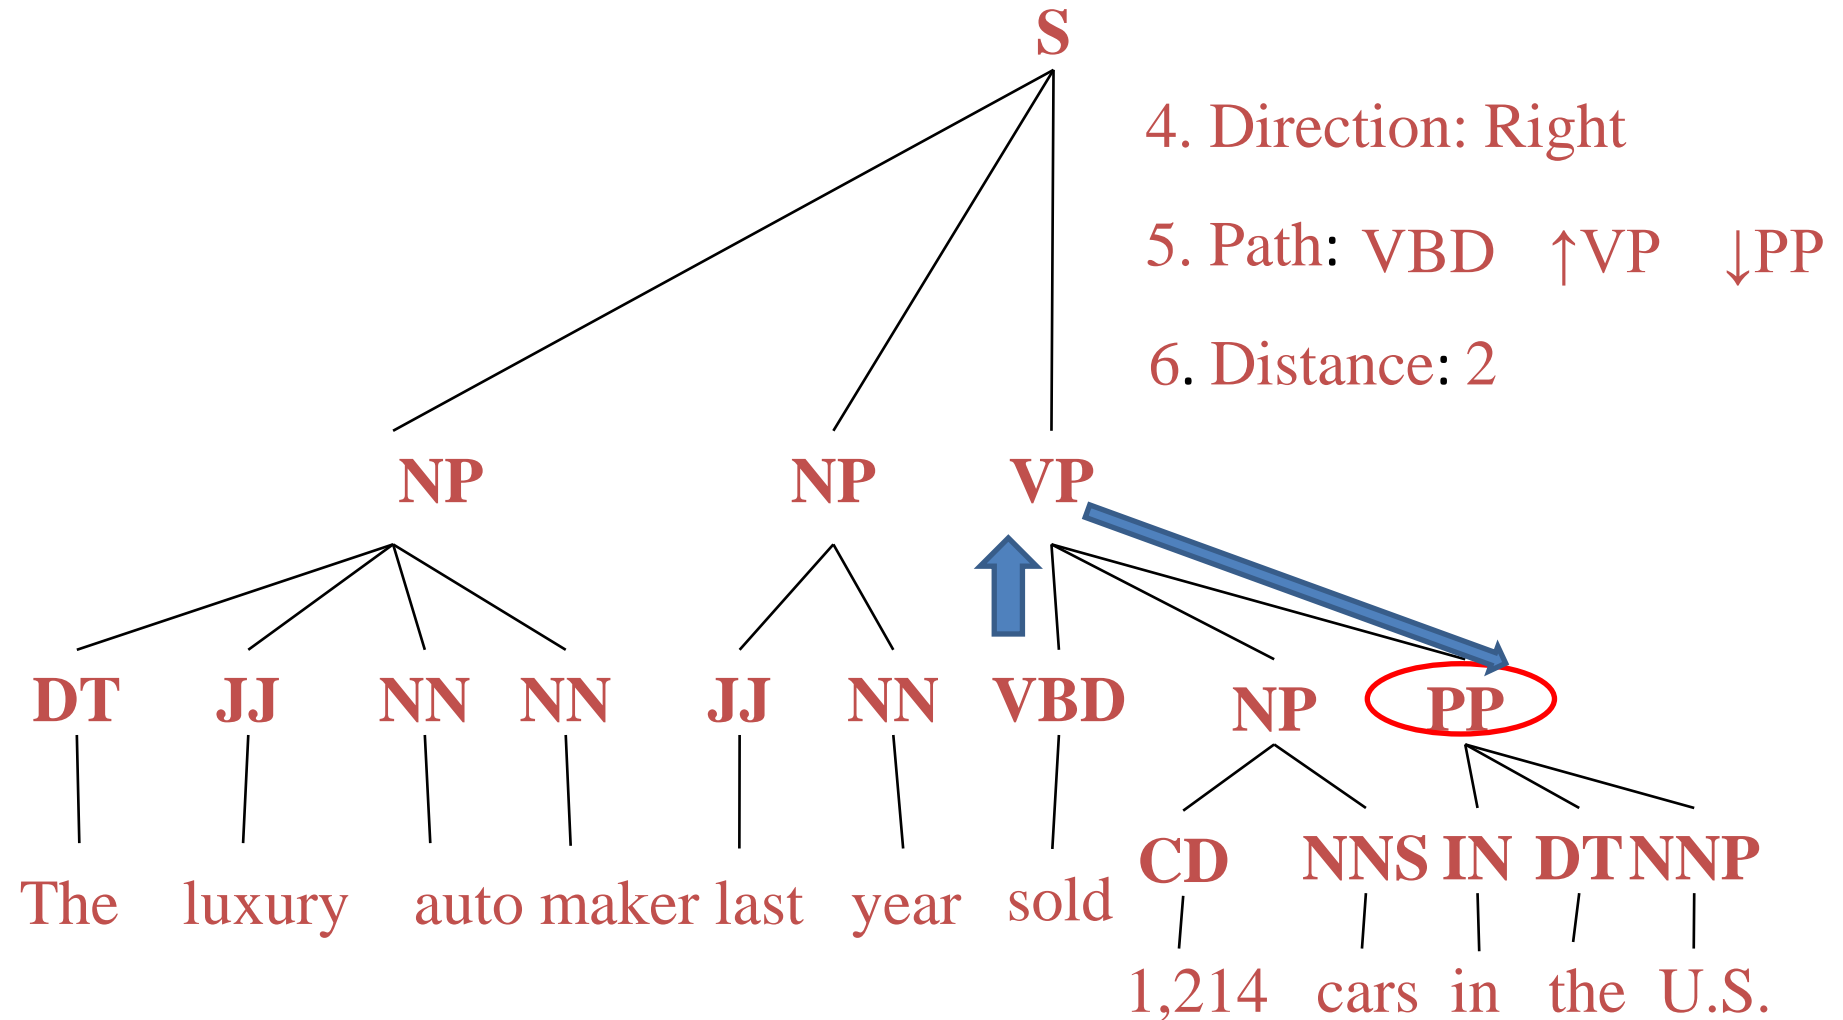 S
4. Direction: Right
5. Path: VBD ↑VP ↓PP
6. Distance: 2
NP NP VP
DT JJ NN NN JJ NN VBD NP PP
CD NNS IN DT NNP
The luxury auto maker last year sold
1,214 cars in the U.S.